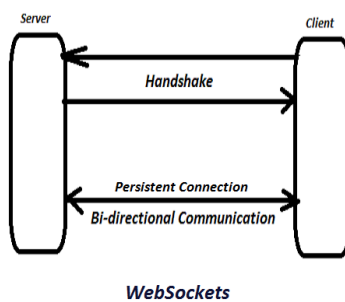 Server
Client
Handshake
Persistent Connection
Bi-directional Communication
WebSockets